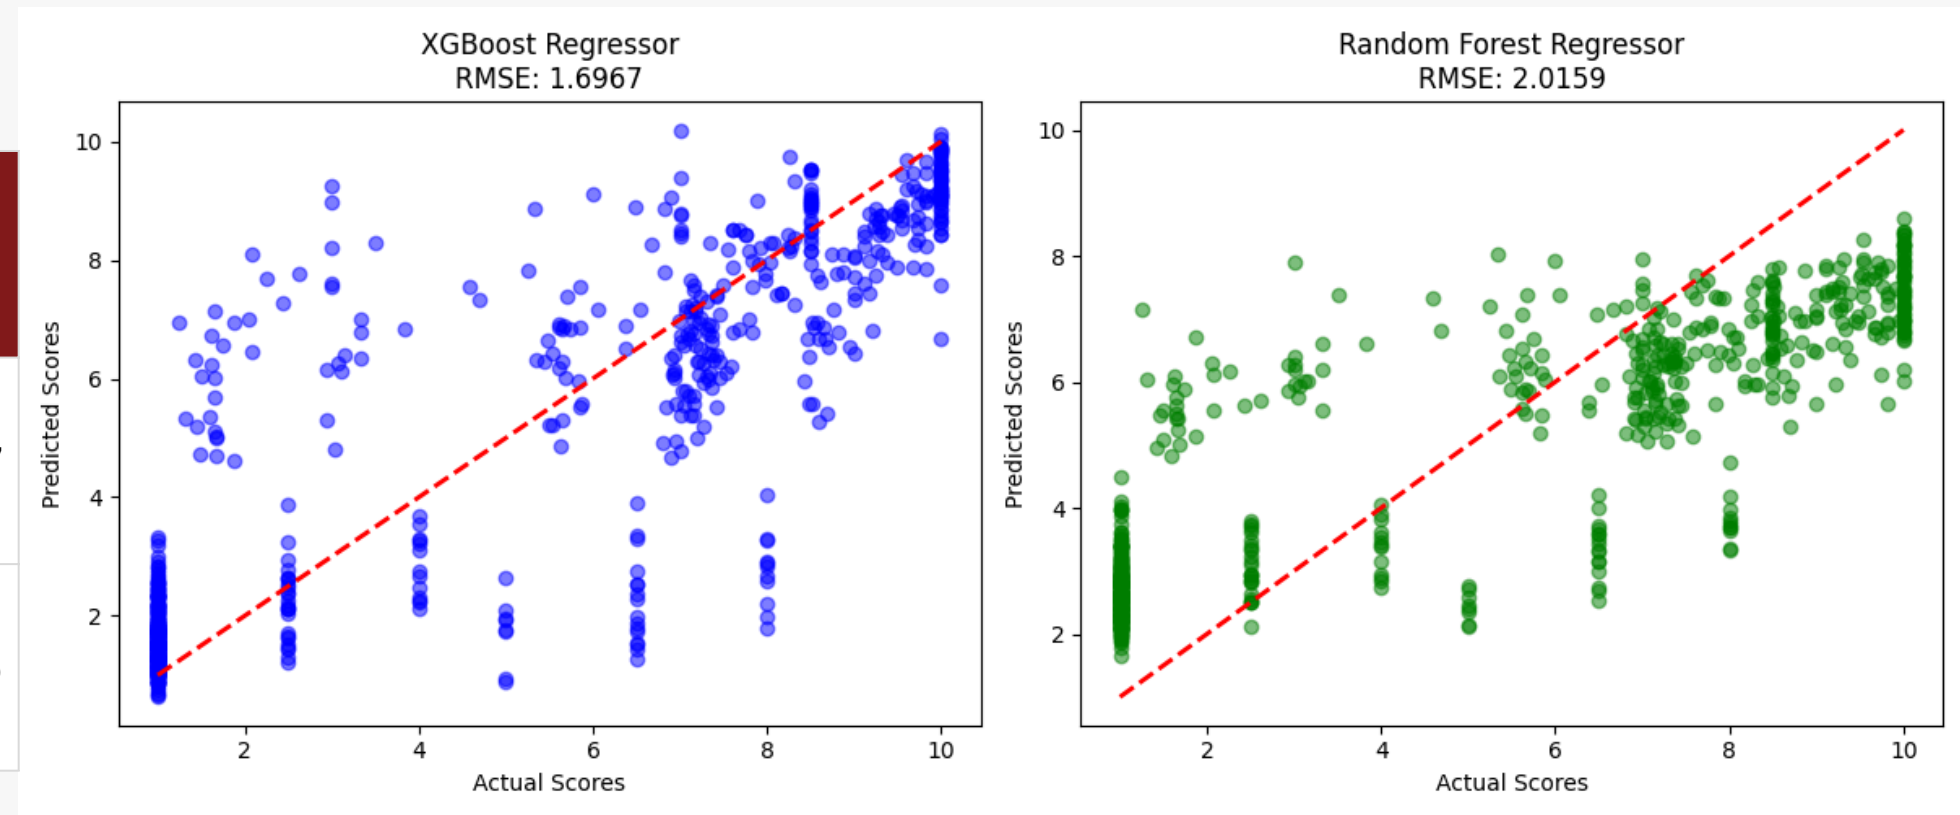 XGBoost Regressor
RMSE: 1.6967
Predicted Scores
10
8
6
4
2
2 4 6 8 10
Actual Scores
Random Forest Regressor
RMSE: 2.0159
Predicted Scores
10
8
6
4
2
2 4 6 8 10
Actual Scores